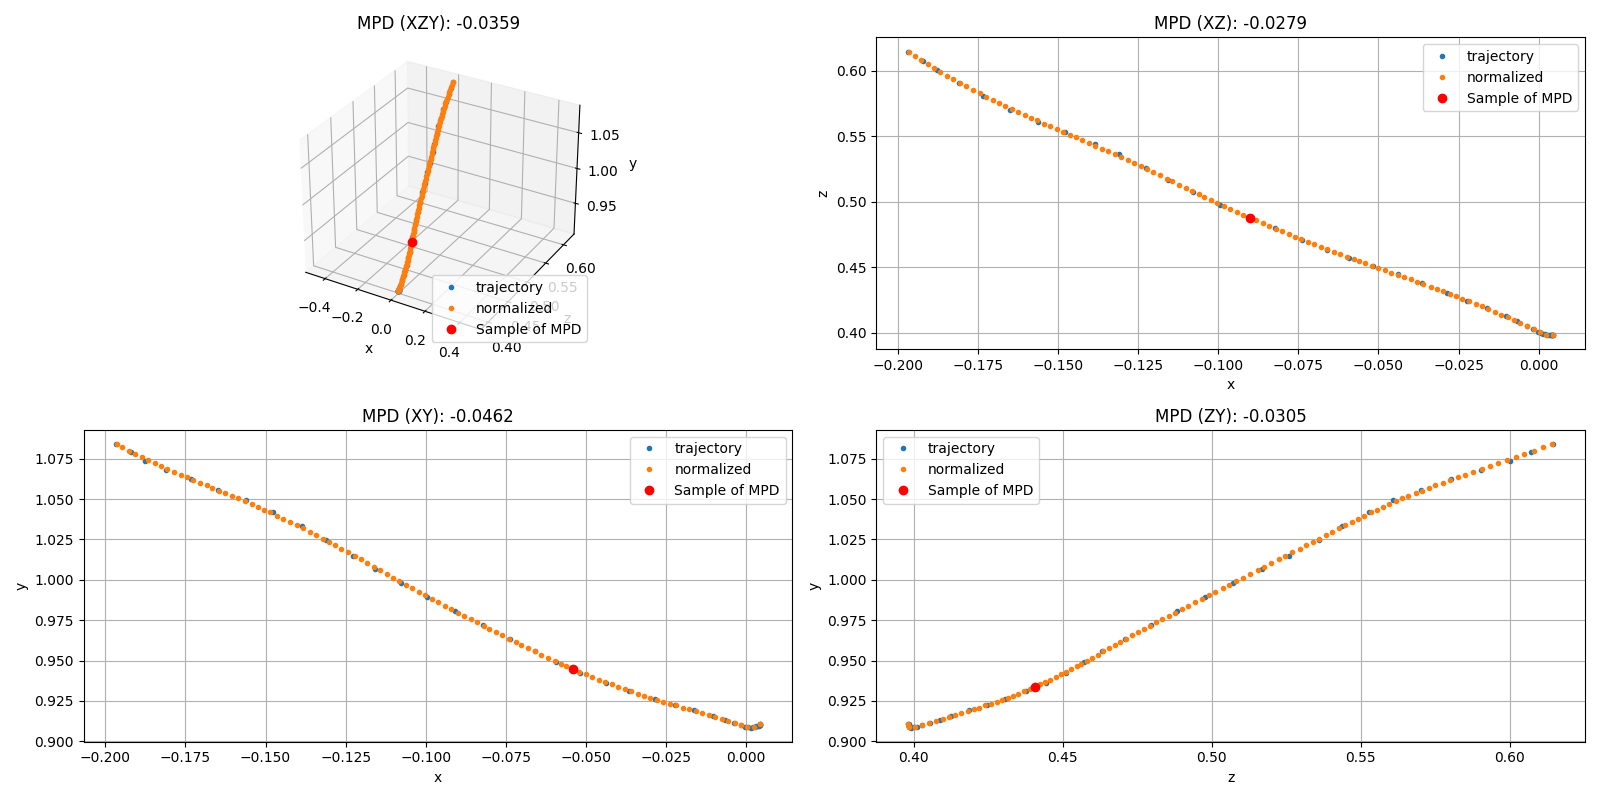 MPD (XZY): -0.0359
1.05
1.00
0.95
y
0.60
0.55
0.40
z
−0.4
−0.2
0.0
0.2
0.4
x
trajectory
normalized
Sample of MPD
MPD (XZ): -0.0279
trajectory
normalized
Sample of MPD
0.60
0.55
0.50
0.45
0.40
z
−0.200
−0.175
−0.150
−0.125
−0.100
−0.075
−0.050
−0.025
0.000
x
MPD (XY): -0.0462
trajectory
normalized
Sample of MPD
1.075
1.050
1.025
1.000
0.975
0.950
0.925
0.900
y
−0.200
−0.175
−0.150
−0.125
−0.100
−0.075
−0.050
−0.025
0.000
x
MPD (ZY): -0.0305
trajectory
normalized
Sample of MPD
1.075
1.050
1.025
1.000
0.975
0.950
0.925
0.900
y
0.40
0.45
0.50
0.55
0.60
z